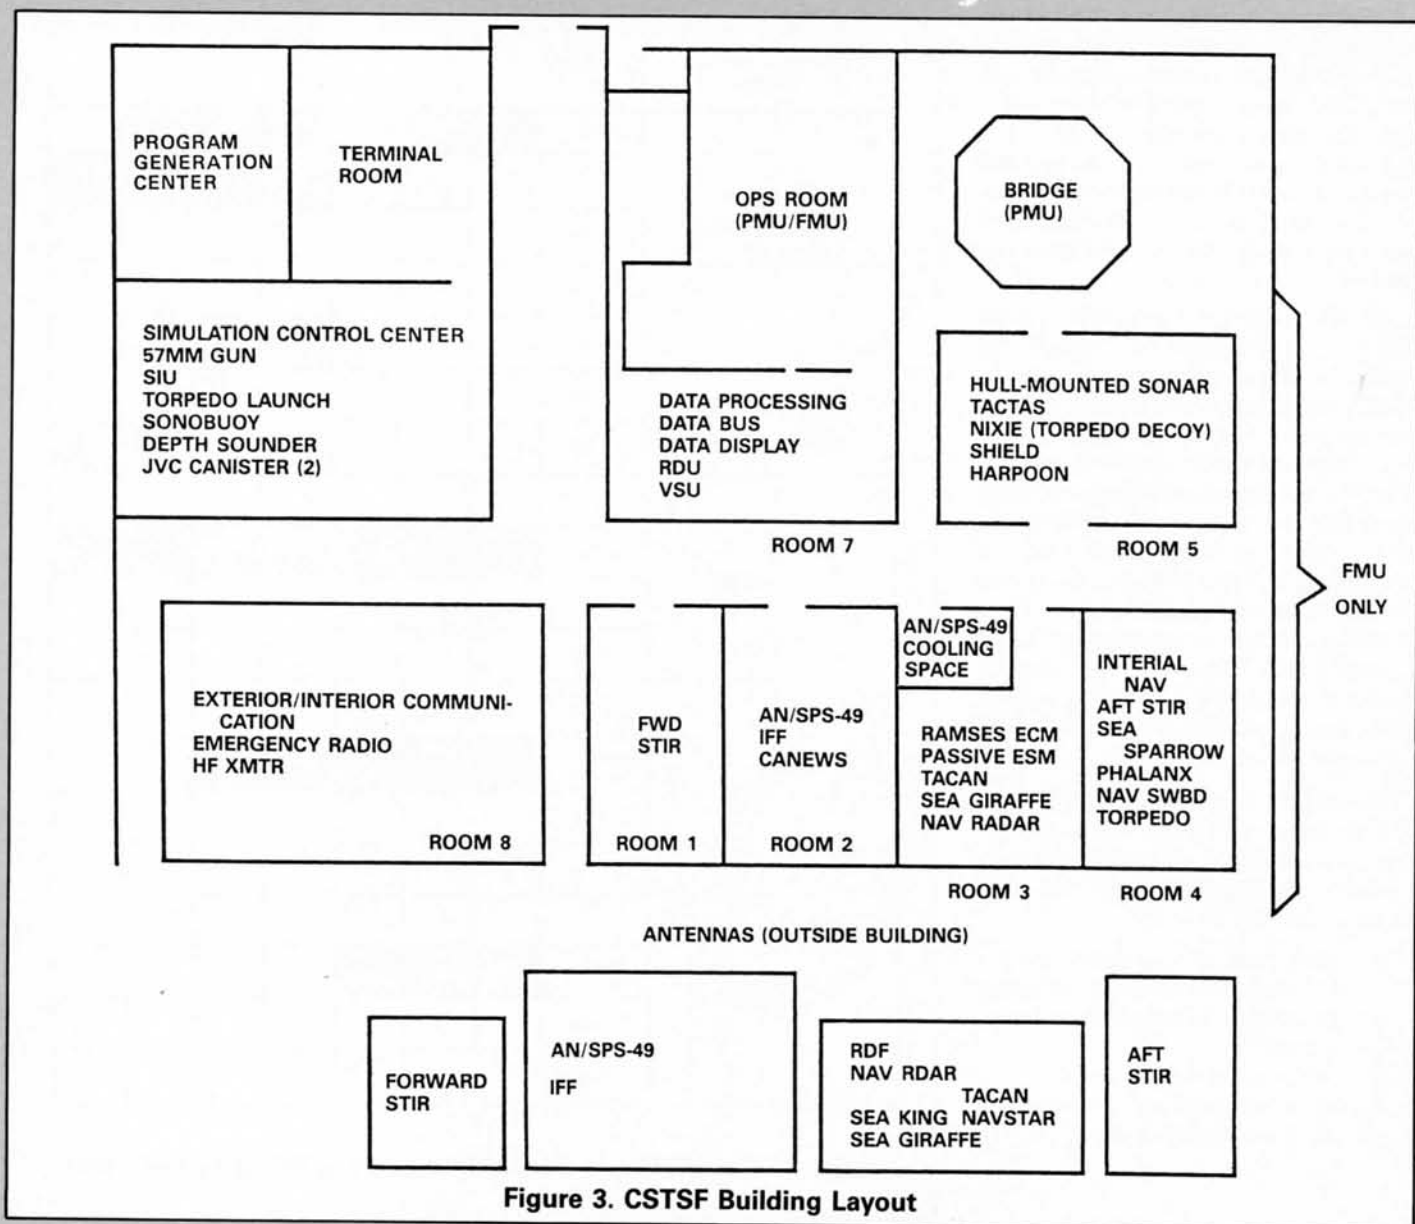 PROGRAM
GENERATION
CENTER
TERMINAL
ROOM
OPS ROOM
(PMU/FMU)
BRIDGE
(PMU)
SIMULATION CONTROL CENTER
57MM GUN
SIU
TORPEDO LAUNCH
SONOBUOY
DEPTH SOUNDER
JVC CANISTER (2)
DATA PROCESSING
DATA BUS
DATA DISPLAY
RDU
VSU
ROOM 7
HULL-MOUNTED SONAR
TACTAS
NIXIE (TORPEDO DECOY)
SHIELD
HARPOON
ROOM 5
FMU
ONLY
EXTERIOR/INTERIOR COMMUNI-
CATION
EMERGENCY RADIO
HF XMTR
ROOM 8
FWD
STIR
ROOM 1
AN/SPS-49
IFF
CANEWS
ROOM 2
AN/SPS-49
COOLING
SPACE
RAMSES ECM
PASSIVE ESM
TACAN
SEA GIRAFFE
NAV RADAR
ROOM 3
INTERIAL
NAV
AFT STIR
SEA
SPARROW
PHALANX
NAV SWBD
TORPEDO
ROOM 4
ANTENNAS (OUTSIDE BUILDING)
FORWARD
STIR
AN/SPS-49
IFF
RDF
NAV RDAR
TACAN
SEA KING NAVSTAR
SEA GIRAFFE
AFT
STIR
Figure 3. CSTSF Building Layout